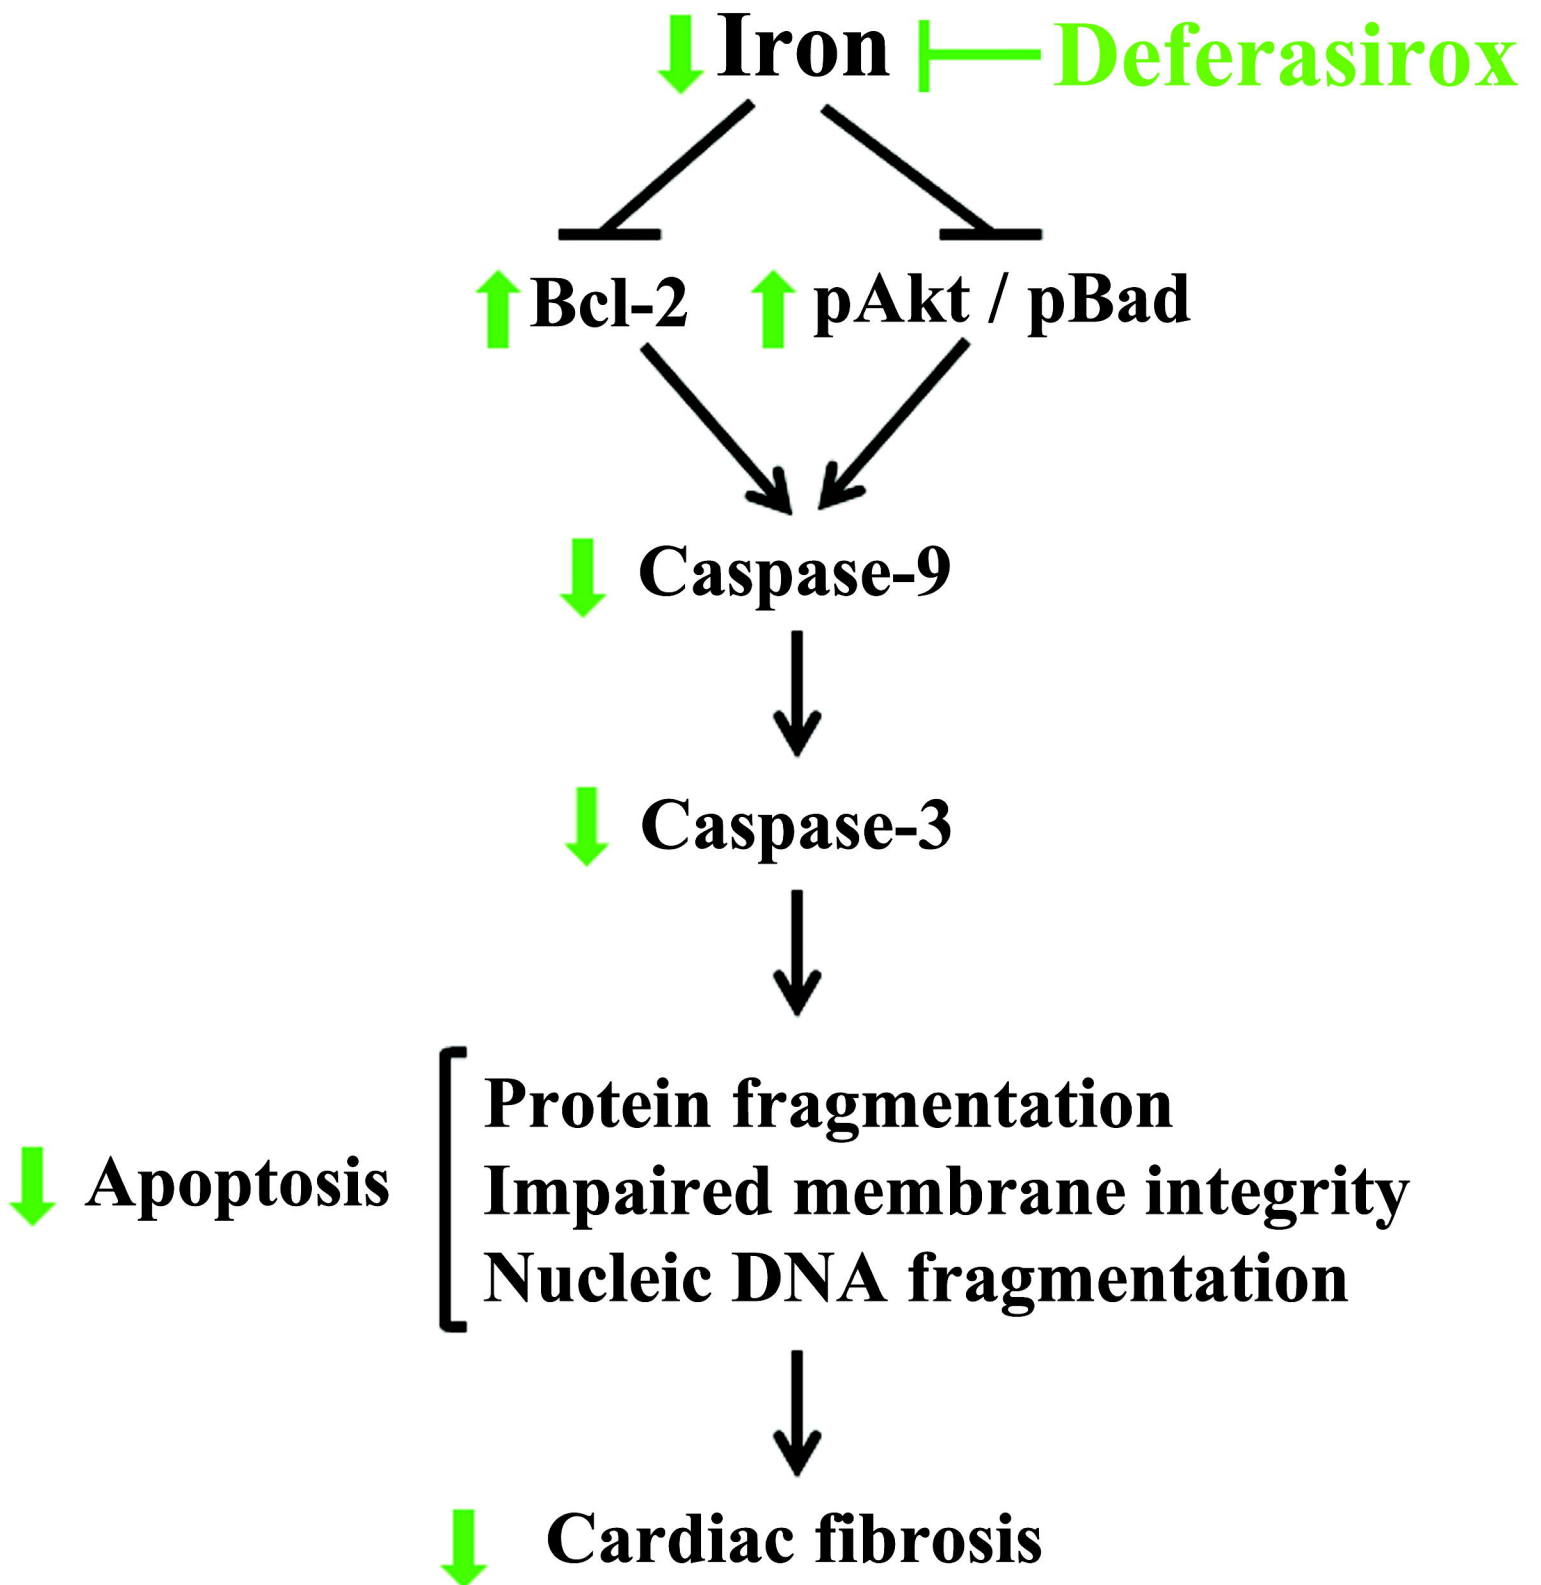 Iron Deferasirox
Bcl-2 pAkt / pBad
Caspase-9
Caspase-3
Protein fragmentation
Apoptosis Impaired membrane integrity
Nucleic DNA fragmentation
Cardiac fibrosis